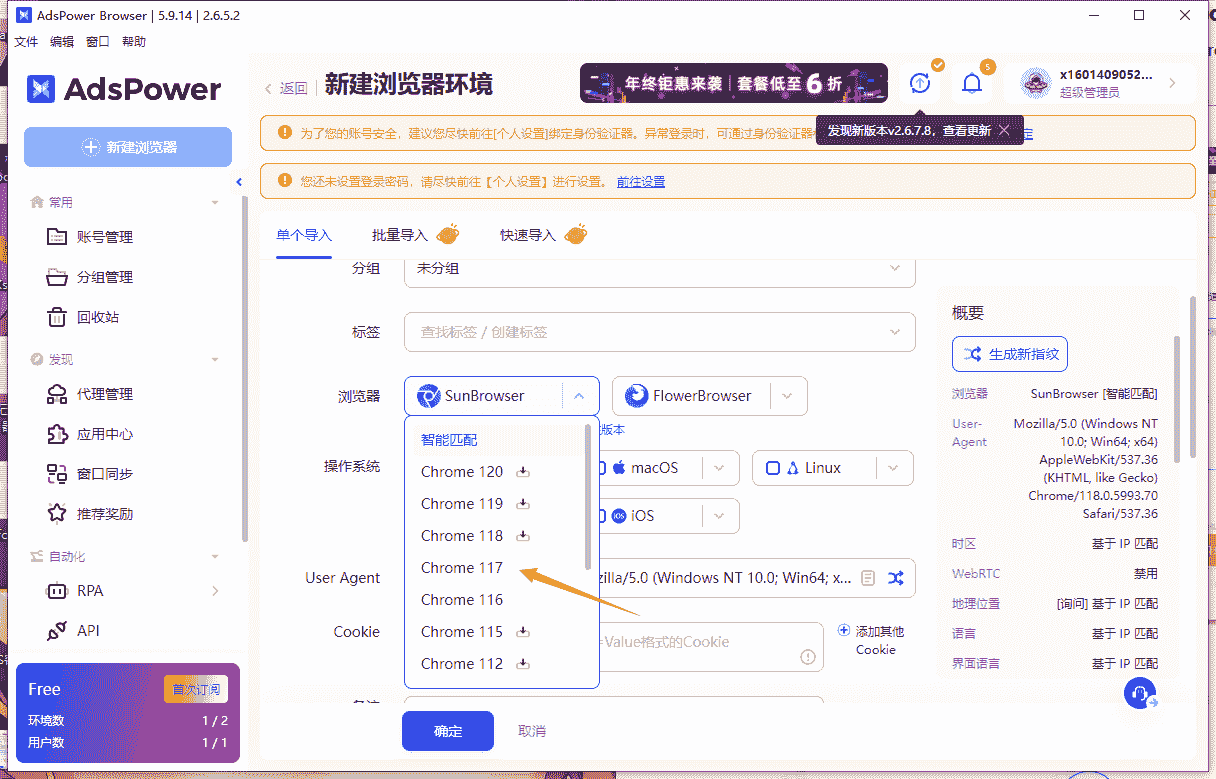 AdsPower Browser | 5.9.14 | 2.6.5.2
文件 编辑 窗口 帮助
AdsPower
新建浏览器
常用
账号管理
分组管理
回收站
发现
代理管理
应用中心
窗口同步
推荐奖励
自动化
RPA
API
Free
首次订阅
环境数 1 / 2
用户数 1 / 1
返回 新建浏览器环境
年终钜惠来袭 套餐低至 6 折
5
x1601409052...
超级管理员
为了您的账号安全，建议您尽快前往[个人设置]绑定身份验证器。异常登录时，可通过身份验证器
发现新版本v2.6.7.8，查看更新
您还未设置登录密码，请尽快前往【个人设置】进行设置。 前往设置
单个导入 批量导入 快速导入
分组 未分组
标签 查找标签 / 创建标签
浏览器 SunBrowser FlowerBrowser
版本
智能匹配
Chrome 120
Chrome 119
Chrome 118
Chrome 117
Chrome 116
Chrome 115
Chrome 112
操作系统 macOS Linux
iOS
User Agent zilla/5.0 (Windows NT 10.0; Win64; x...
Cookie =Value格式的Cookie
添加其他
Cookie
确定 取消
概要
生成新指纹
浏览器 SunBrowser [智能匹配]
User-Agent Mozilla/5.0 (Windows NT
10.0; Win64; x64)
AppleWebKit/537.36
(KHTML, like Gecko)
Chrome/118.0.5993.70
Safari/537.36
时区 基于 IP 匹配
WebRTC 禁用
地理位置 [询问] 基于 IP 匹配
语言 基于 IP 匹配
界面语言 基于 IP 匹配